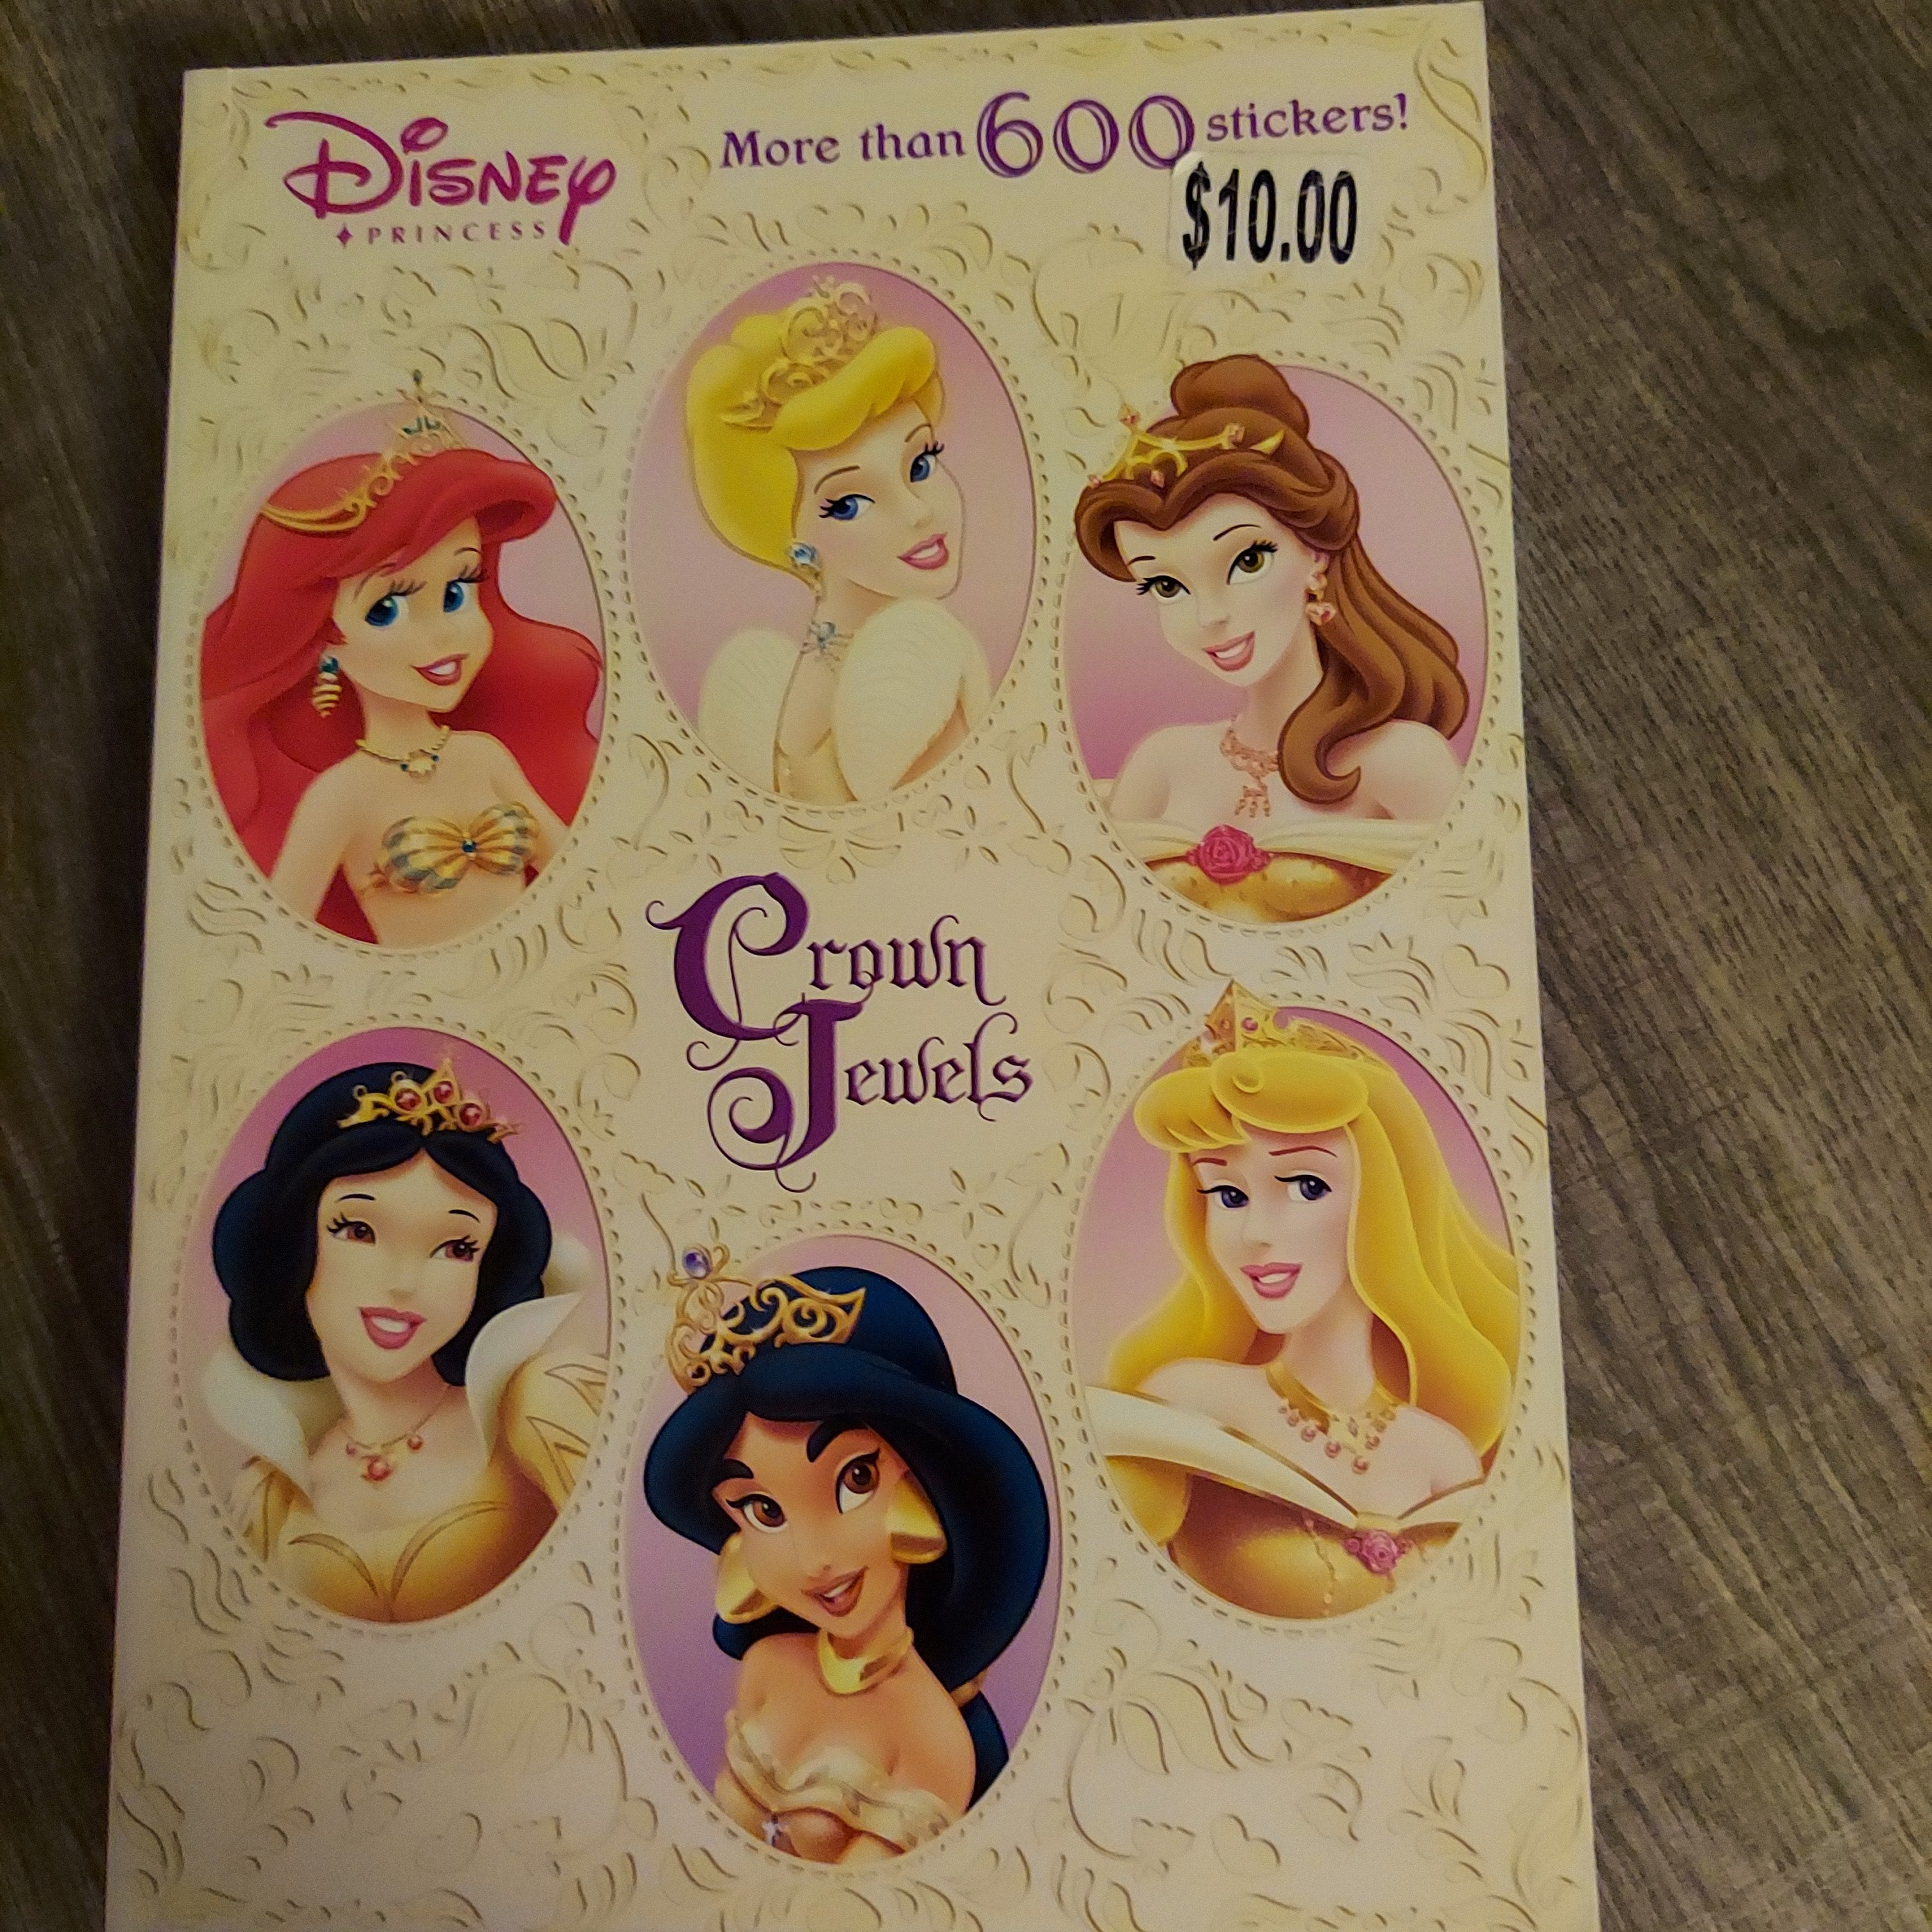 Disney
PRINCESS
More than 600 stickers!
$10.00
Crown
Jewels